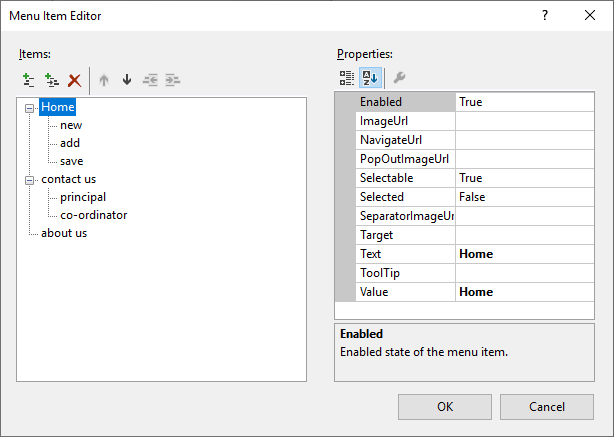 Menu Item Editor
?
Items:
Home
new
add
save
contact us
principal
co-ordinator
about us
Properties:
Enabled True
ImageUrl
NavigateUrl
PopOutImageUrl
Selectable True
Selected False
SeparatorImageUr
Target
Text Home
ToolTip
Value Home
Enabled
Enabled state of the menu item.
OK
Cancel